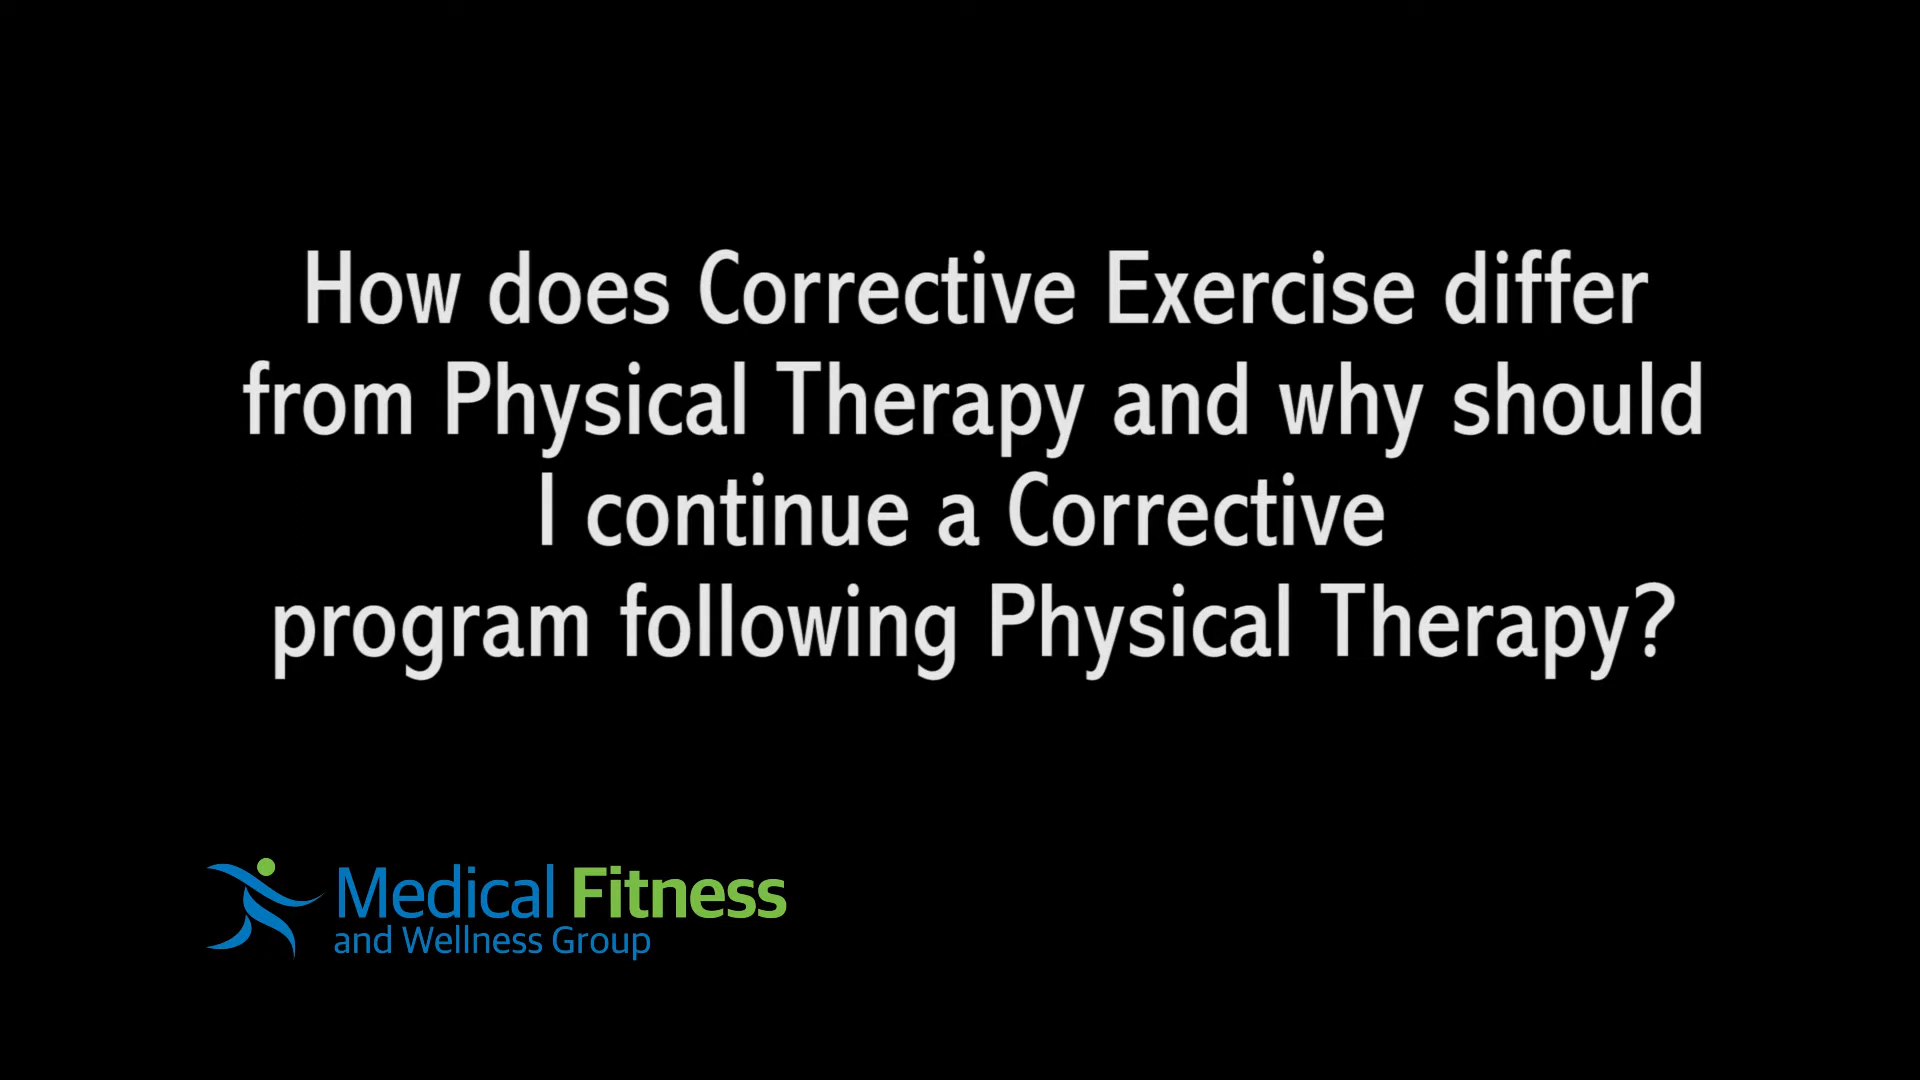 How does Corrective Exercise differ
from Physical Therapy and why should
I continue a Corrective
program following Physical Therapy?
Medical Fitness
and Wellness Group